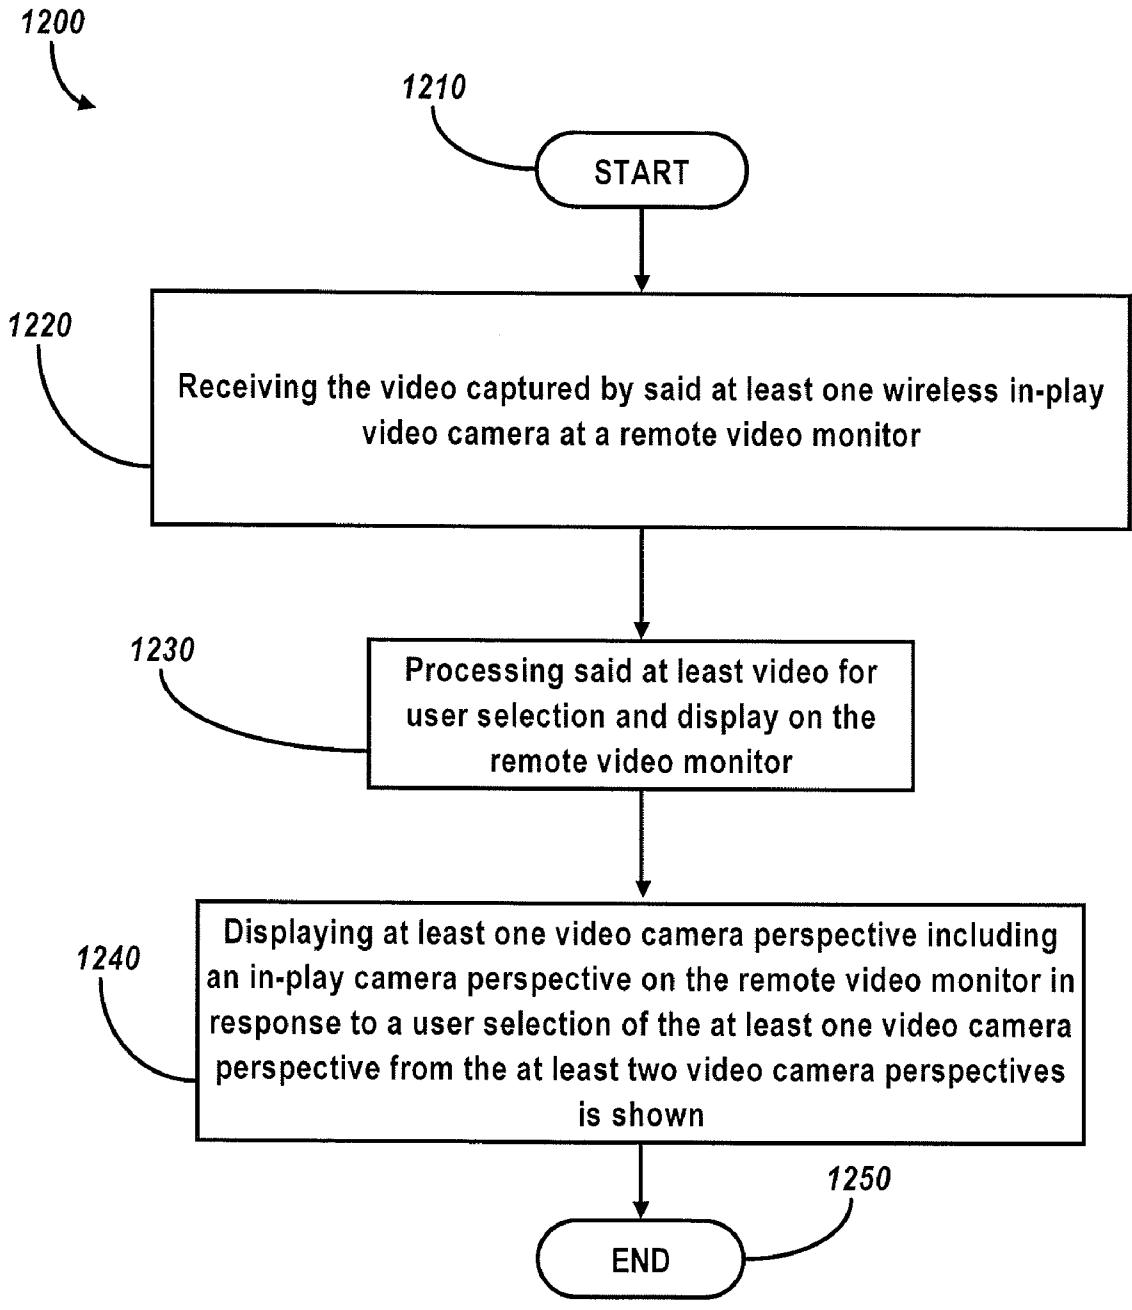 1200
1210
START
1220
Receiving the video captured by said at least one wireless in-play
video camera at a remote video monitor
1230
Processing said at least video for
user selection and display on the
remote video monitor
1240
Displaying at least one video camera perspective including
an in-play camera perspective on the remote video monitor in
response to a user selection of the at least one video camera
perspective from the at least two video camera perspectives
is shown
1250
END